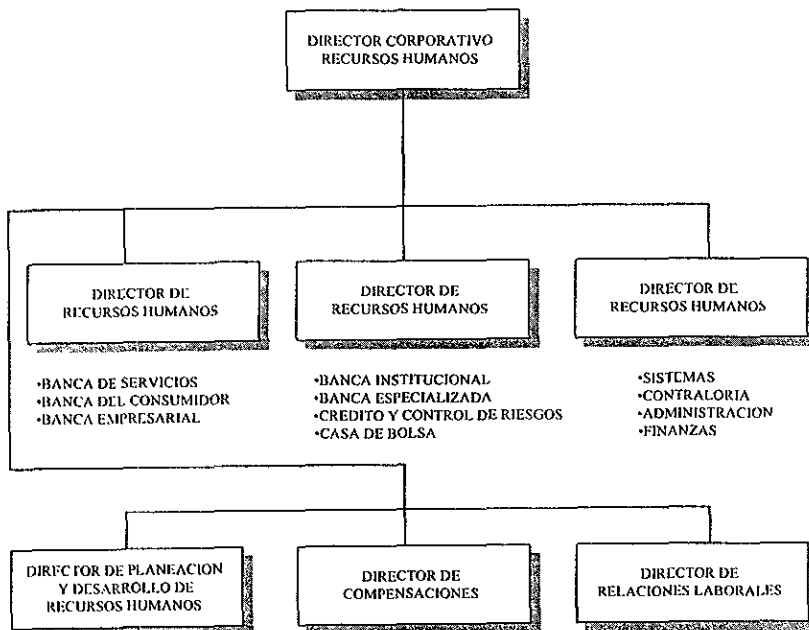 DIRECTOR CORPORATIVO
RECURSOS HUMANOS
DIRECTOR DE
RECURSOS HUMANOS
•BANCA DE SERVICIOS
•BANCA DEL CONSUMIDOR
•BANCA EMPRESARIAL
DIRECTOR DE
RECURSOS HUMANOS
•BANCA INSTITUCIONAL
•BANCA ESPECIALIZADA
•CREDITO Y CONTROL DE RIESGOS
•CASA DE BOLSA
DIRECTOR DE
RECURSOS HUMANOS
•SISTEMAS
•CONTRALORIA
•ADMINISTRACION
•FINANZAS
DIRECTOR DE PLANEACION
Y DESARROLLO DE
RECURSOS HUMANOS
DIRECTOR DE
COMPENSACIONES
DIRECTOR DE
RELACIONES LABORALES